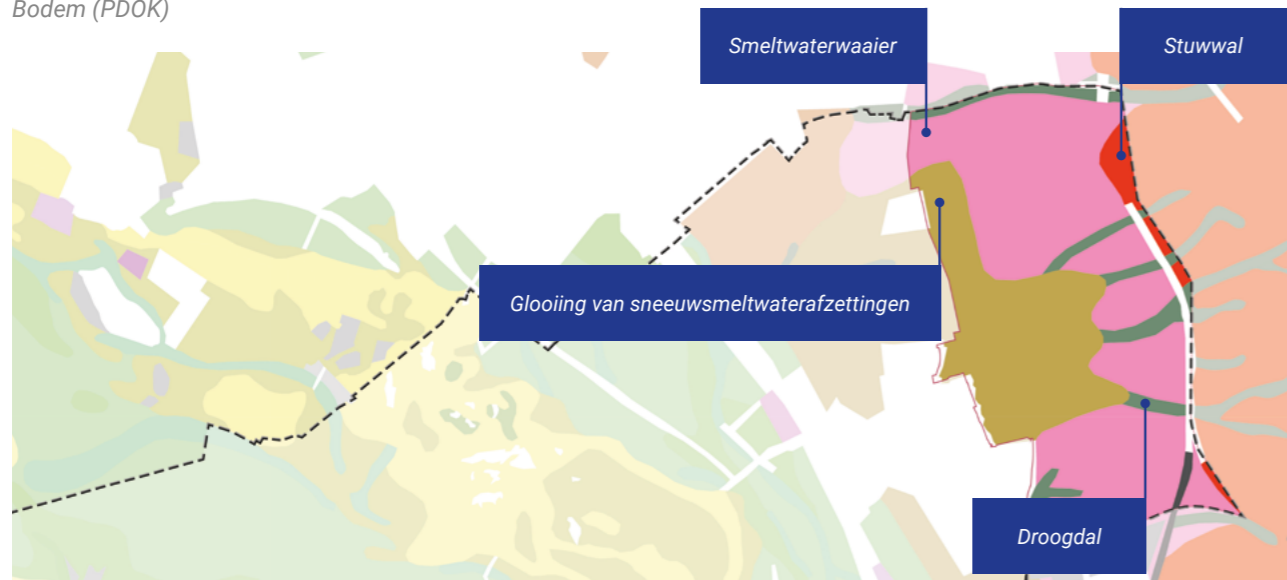 Bodem (PDOK)
Smeltwaterwaaier
Stuwwal
Glooiing van sneeuwsmeltwaterafzettingen
Droogdal